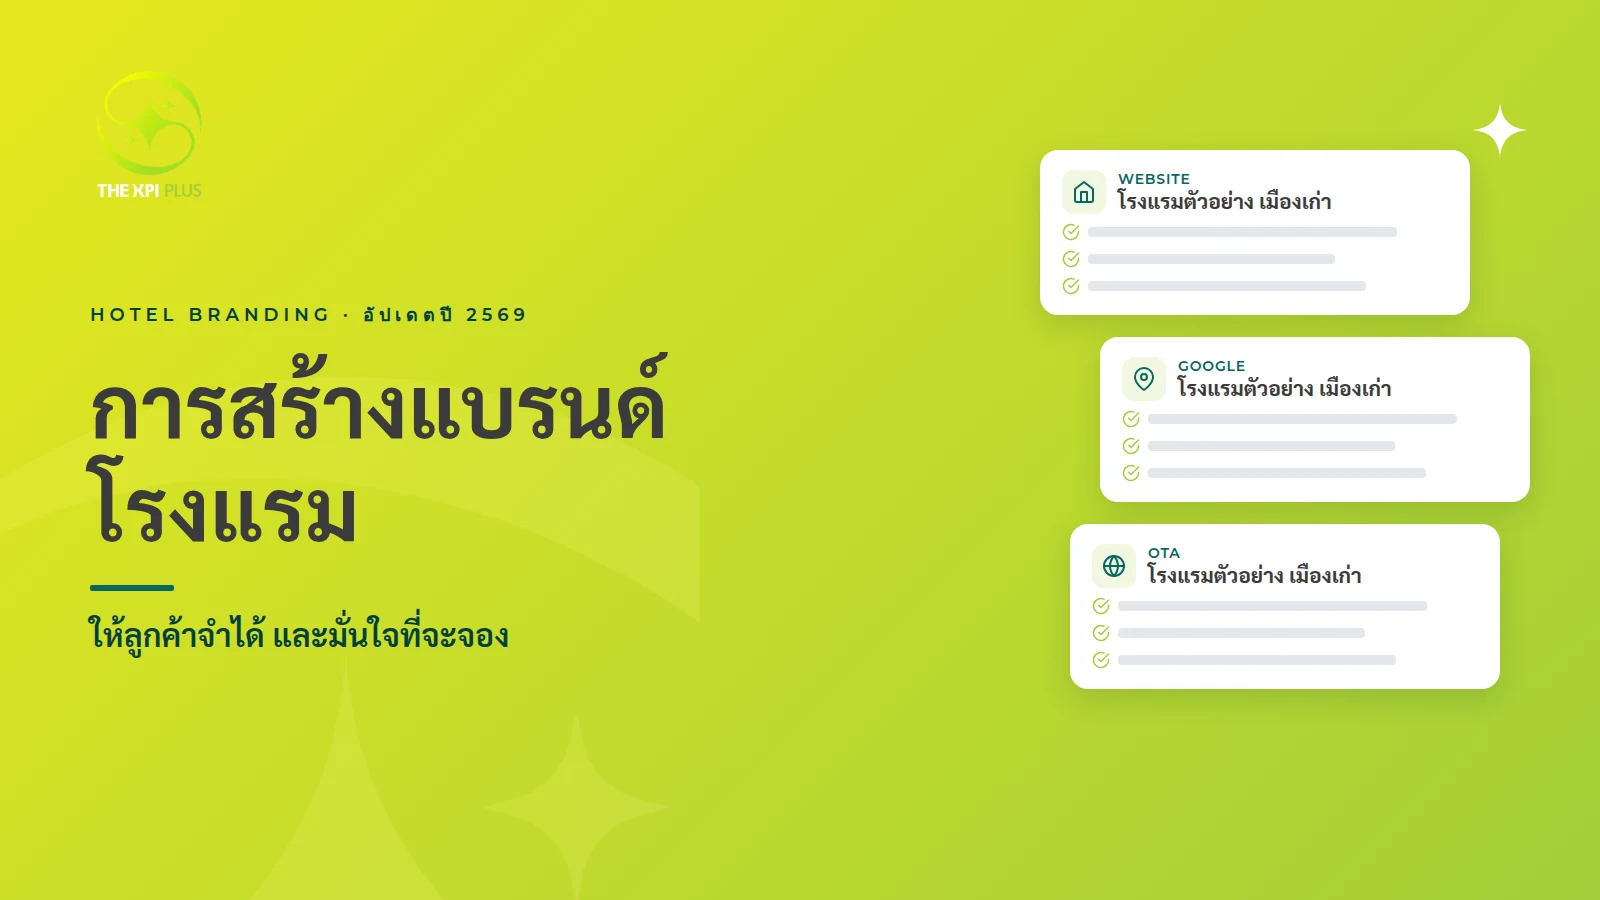 THE XPI PLUS
HOTEL BRANDING · อัปเดตปี 2569
การสร้างแบรนด์
โรงแรม
ให้ลูกค้าจำได้ และมั่นใจที่จะจอง
WEBSITE
โรงแรมตัวอย่าง เมืองเก่า
GOOGLE
โรงแรมตัวอย่าง เมืองเก่า
OTA
โรงแรมตัวอย่าง เมืองเก่า